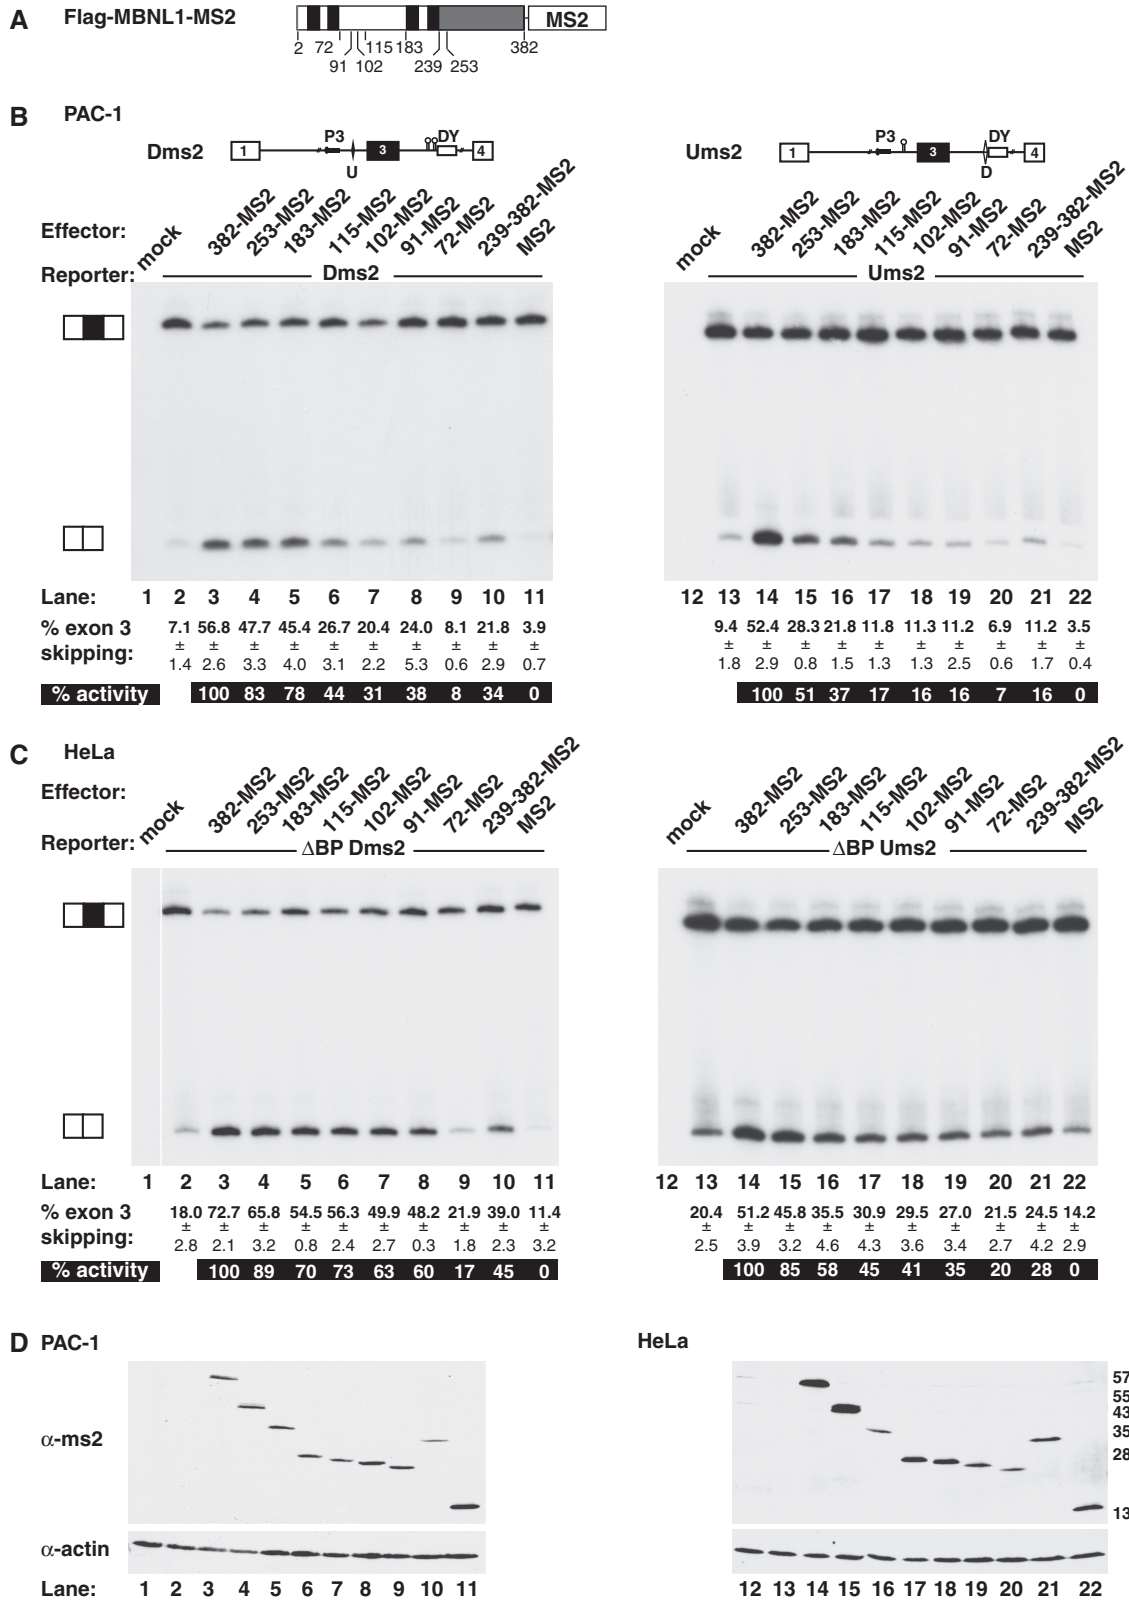 A Flag-MBNL1-MS2
MS2
2 72 115 183 382
91 102 239 253
B PAC-1
Dms2 1 P3 U 3 DY 4
Ums2 1 P3 3 DY D 4
Effector: mock 382-MS2 253-MS2 183-MS2 115-MS2 102-MS2 91-MS2 72-MS2 239-382-MS2 MS2
mock 382-MS2 253-MS2 183-MS2 115-MS2 102-MS2 91-MS2 72-MS2 239-382-MS2 MS2
Reporter: Dms2 Ums2
Lane: 1 2 3 4 5 6 7 8 9 10 11 12 13 14 15 16 17 18 19 20 21 22
% exon 3 7.1 56.8 47.7 45.4 26.7 20.4 24.0 8.1 21.8 3.9 9.4 52.4 28.3 21.8 11.8 11.3 11.2 6.9 11.2 3.5
skipping: ± ± ± ± ± ± ± ± ± ± ± ± ± ± ± ± ± ± ± ±
1.4 2.6 3.3 4.0 3.1 2.2 5.3 0.6 2.9 0.7 1.8 2.9 0.8 1.5 1.3 1.3 2.5 0.6 1.7 0.4
% activity 100 83 78 44 31 38 8 34 0 100 51 37 17 16 16 7 16 0
C HeLa
Effector: mock 382-MS2 253-MS2 183-MS2 115-MS2 102-MS2 91-MS2 72-MS2 239-382-MS2 MS2
mock 382-MS2 253-MS2 183-MS2 115-MS2 102-MS2 91-MS2 72-MS2 239-382-MS2 MS2
Reporter: ΔBP Dms2 ΔBP Ums2
Lane: 1 2 3 4 5 6 7 8 9 10 11 12 13 14 15 16 17 18 19 20 21 22
% exon 3 18.0 72.7 65.8 54.5 56.3 49.9 48.2 21.9 39.0 11.4 20.4 51.2 45.8 35.5 30.9 29.5 27.0 21.5 24.5 14.2
skipping: ± ± ± ± ± ± ± ± ± ± ± ± ± ± ± ± ± ± ± ±
2.8 2.1 3.2 0.8 2.4 2.7 0.3 1.8 2.3 3.2 2.5 3.9 3.2 4.6 4.3 3.6 3.4 2.7 4.2 2.9
% activity 100 89 70 73 63 60 17 45 0 100 85 58 45 41 35 20 28 0
D PAC-1 HeLa
α-ms2
57
55
43
35
28
13
α-actin
Lane: 1 2 3 4 5 6 7 8 9 10 11 12 13 14 15 16 17 18 19 20 21 22